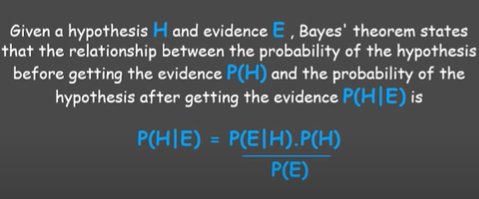 Given a hypothesis H and evidence E , Bayes' theorem states
that the relationship between the probability of the hypothesis
before getting the evidence P(H) and the probability of the
hypothesis after getting the evidence P(H|E) is
P(H|E) = P(E|H).P(H)
P(E)